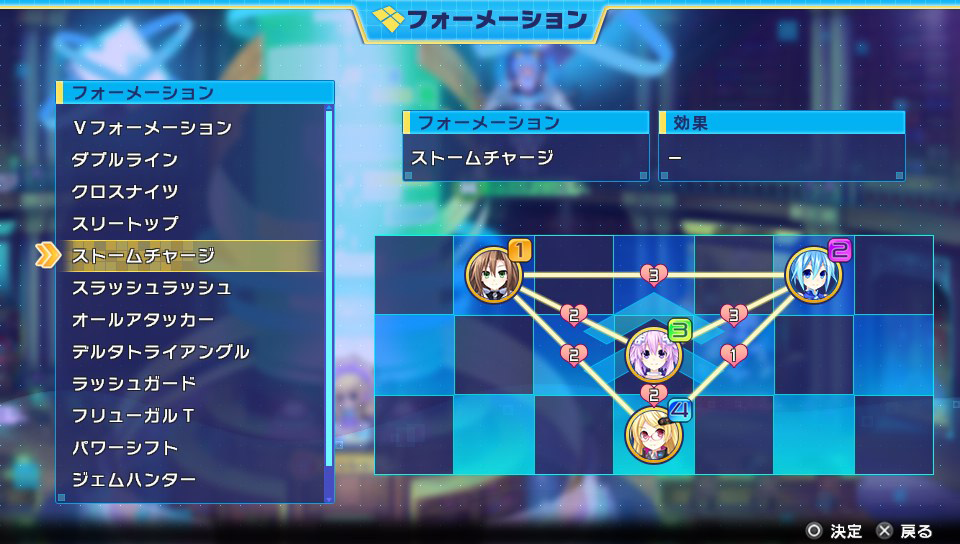 フォーメーション
フォーメーション
Vフォーメーション
ダブルライン
クロスナイツ
スリートップ
ストームチャージ
スラッシュラッシュ
オールアタッカー
デルタトライアングル
ラッシュガード
フリューガルT
パワーシフト
ジェムハンター
フォーメーション
ストームチャージ
効果
ー
1
2
3
2
3
3
2
1
2
4
決定
戻る